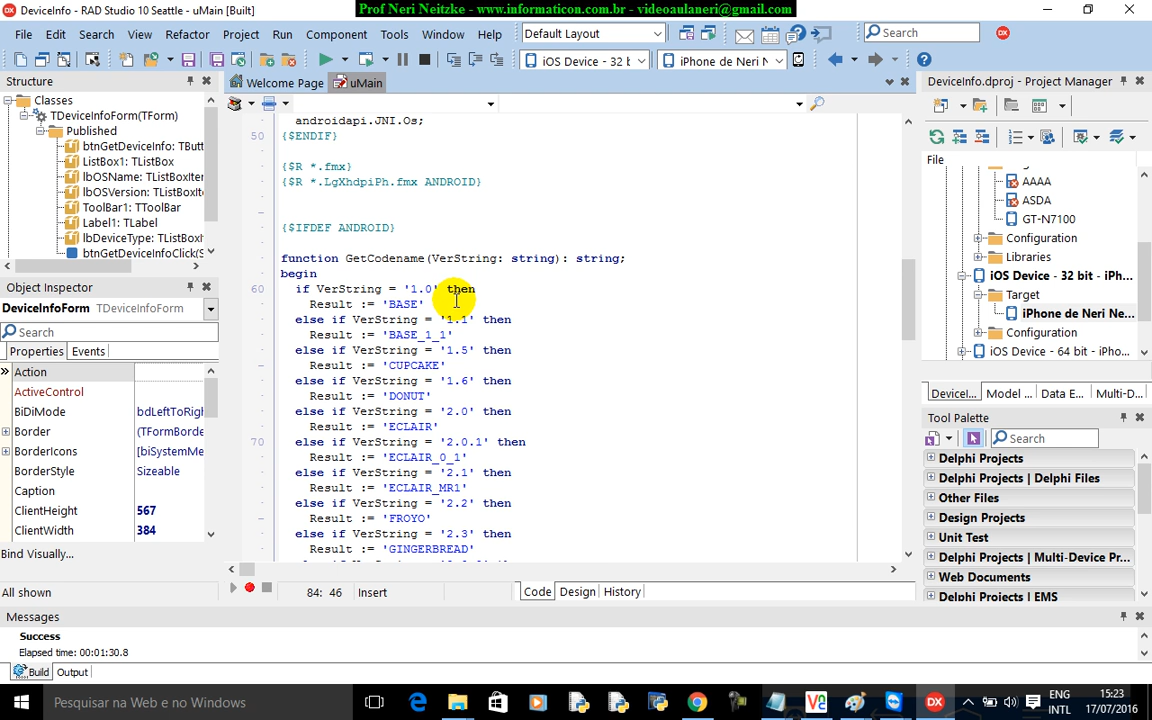 DeviceInfo - RAD Studio 10 Seattle - uMain [Built]
Prof Neri Neitzke - www.informaticon.com.br - videoaulaneri@gmail.com
File Edit Search View Refactor Project Run Component Tools Window Help
Default Layout
Search
iOS Device - 32 b
iPhone de Neri N
Structure
Welcome Page
uMain
DeviceInfo.dproj - Project Manager
Classes
TDeviceInfoForm(TForm)
Published
btnGetDeviceInfo: TButt
ListBox1: TListBox
lbOSName: TListBoxIter
lbOSVersion: TListBoxIt
ToolBar1: TToolBar
Label1: TLabel
lbDeviceType: TListBox
btnGetDeviceInfoClick(S
Object Inspector
DeviceInfoForm TDeviceInfoForm
Search
Properties Events
Action
ActiveControl
BiDiMode bdLeftToRigh
Border (TFormBorde
BorderIcons [biSystemMe
BorderStyle Sizeable
Caption
ClientHeight 567
ClientWidth 384
Bind Visually...
All shown
androidapi.JNI.Os;
50 {$ENDIF}
{$R *.fmx}
{$R *.LgXhdpiPh.fmx ANDROID}
{$IFDEF ANDROID}
function GetCodename(VerString: string): string;
begin
60 if VerString = '1.0' then
Result := 'BASE'
else if VerString = '1.1' then
Result := 'BASE_1_1'
else if VerString = '1.5' then
Result := 'CUPCAKE'
else if VerString = '1.6' then
Result := 'DONUT'
else if VerString = '2.0' then
Result := 'ECLAIR'
70 else if VerString = '2.0.1' then
Result := 'ECLAIR_0_1'
else if VerString = '2.1' then
Result := 'ECLAIR_MR1'
else if VerString = '2.2' then
Result := 'FROYO'
else if VerString = '2.3' then
Result := 'GINGERBREAD'
84: 46 Insert
Code Design History
File
AAAA
ASDA
GT-N7100
Configuration
Libraries
iOS Device - 32 bit - iPh...
Target
iPhone de Neri Ne...
Configuration
iOS Device - 64 bit - iPho...
DeviceI... Model ... Data E... Multi-D...
Tool Palette
Search
Delphi Projects
Delphi Projects | Delphi Files
Other Files
Design Projects
Unit Test
Delphi Projects | Multi-Device Pr...
Web Documents
Delphi Projects | EMS
Messages
Success
Elapsed time: 00:01:30.8
Build Output
Pesquisar na Web e no Windows
DX
ENG
INTL
15:23
17/07/2016